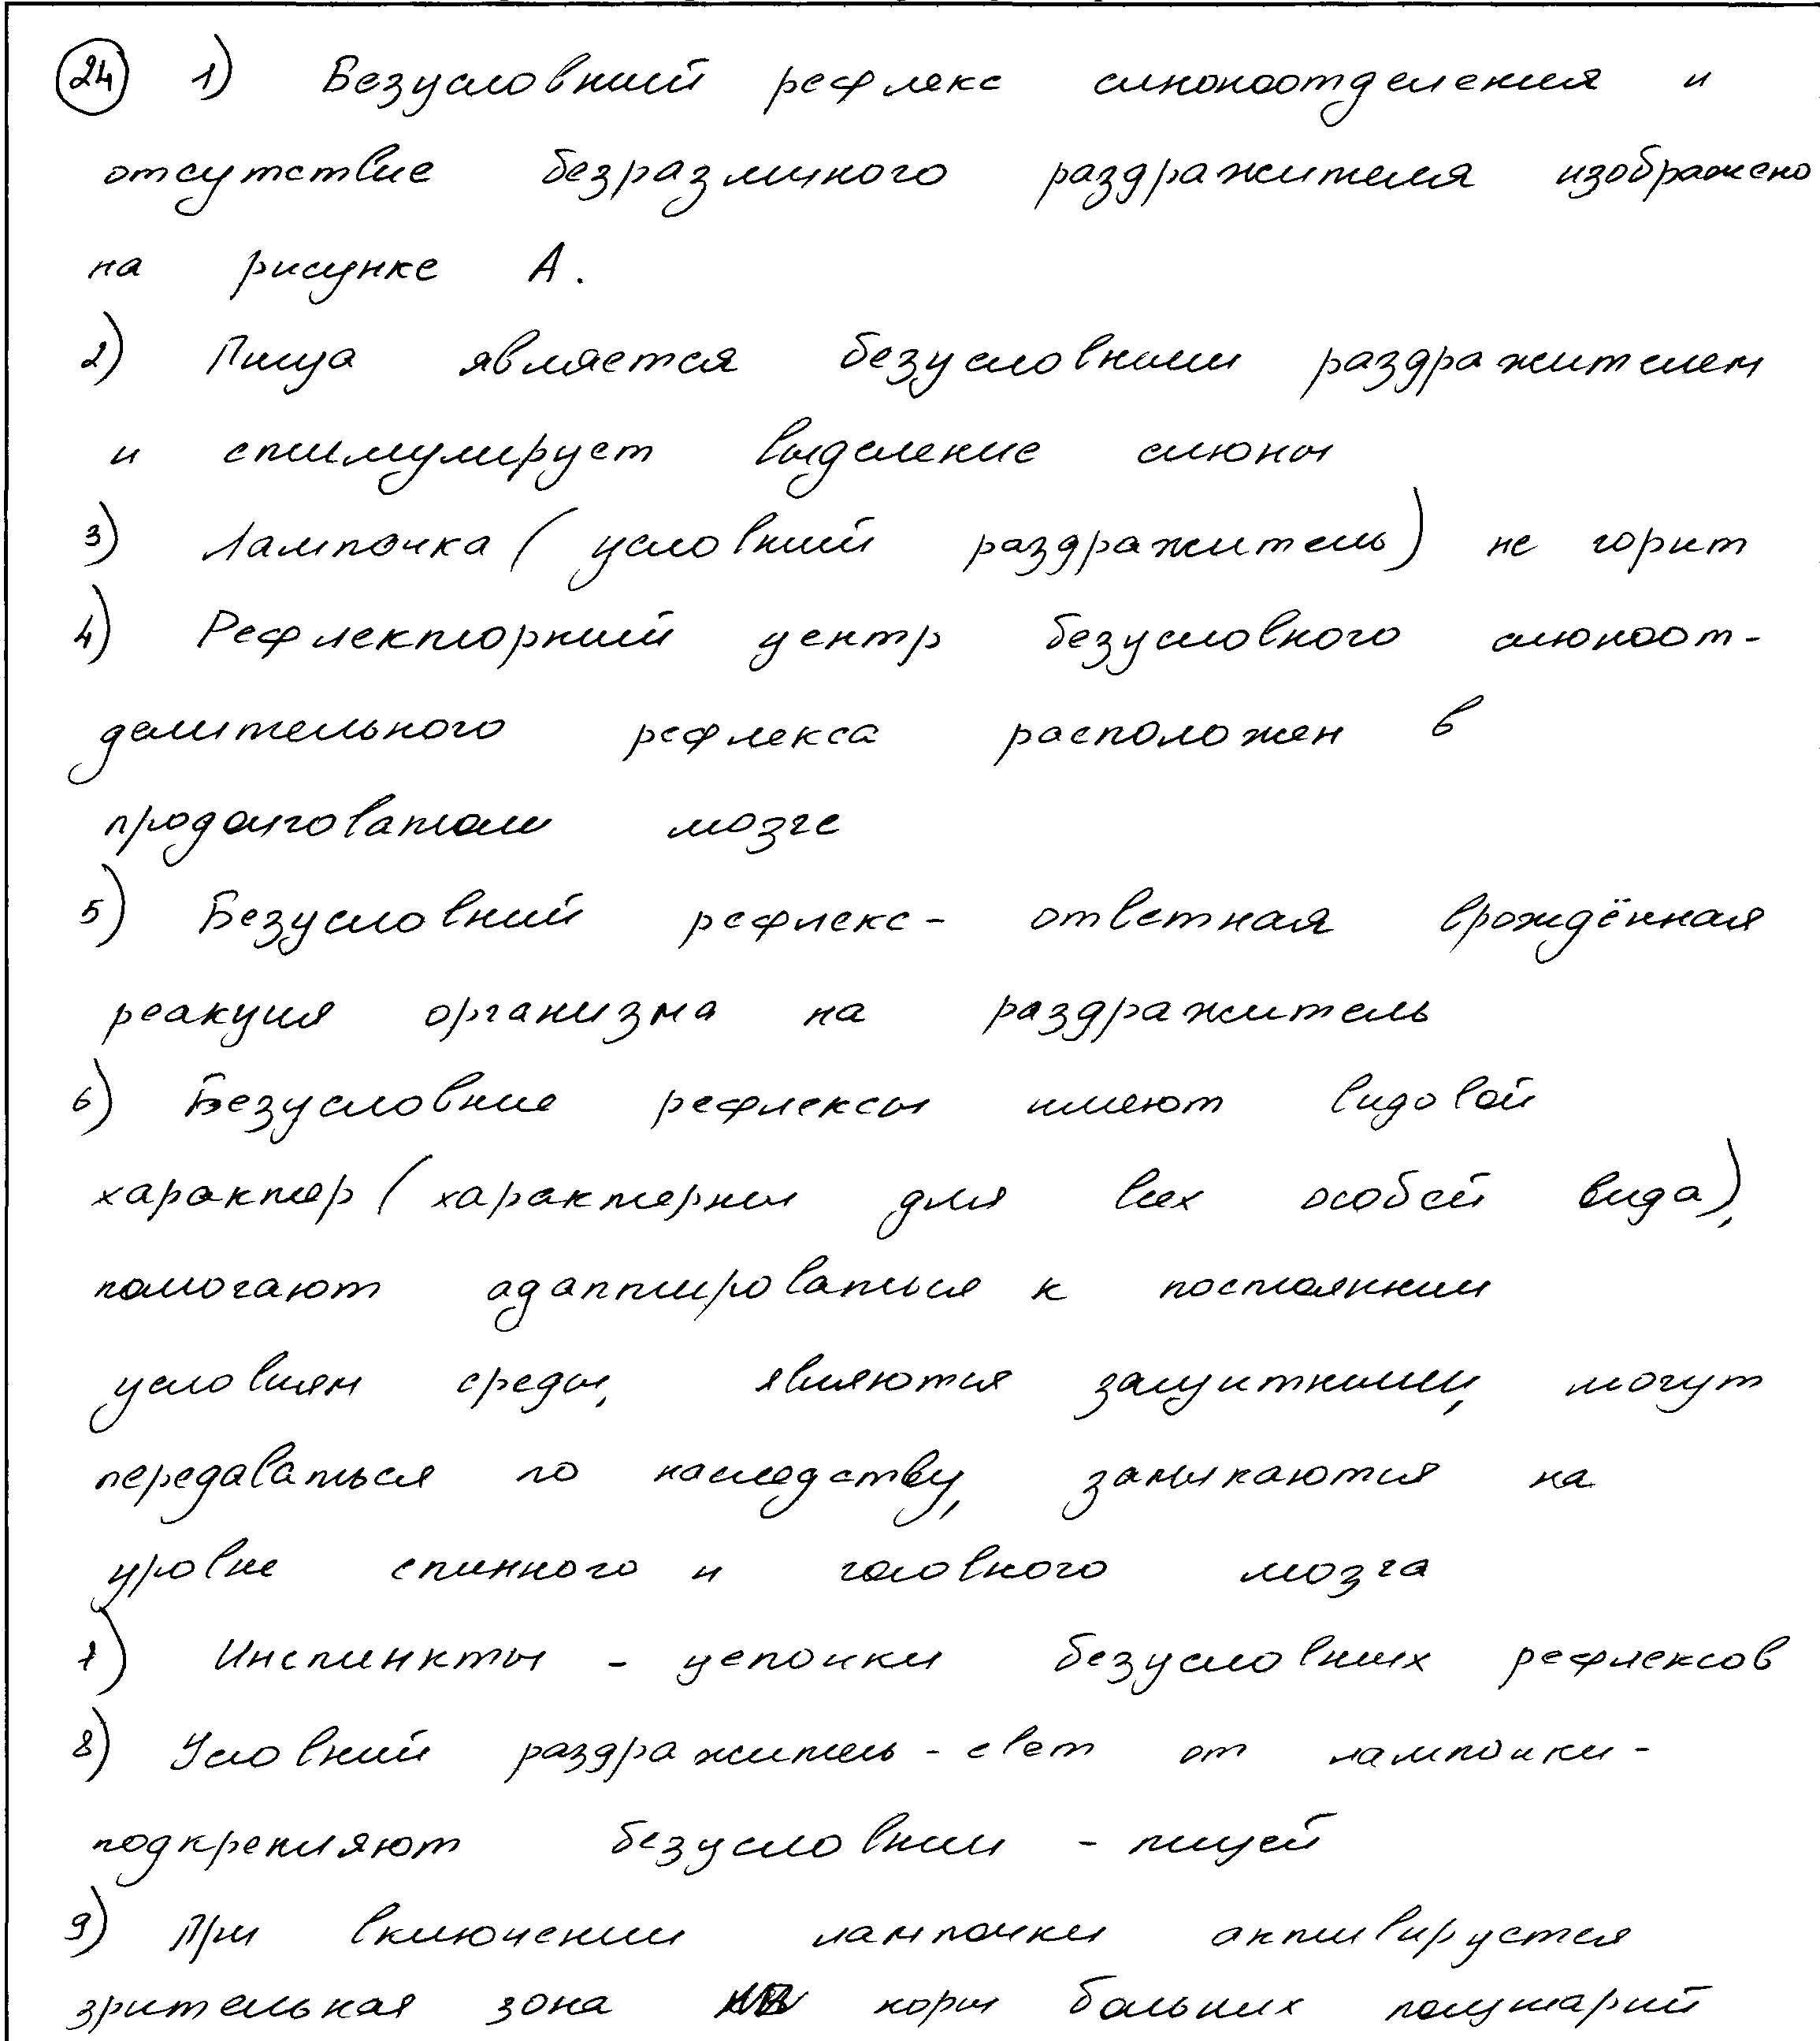 24 1) Безусловный рефлекс слюноотделения и
отсутствие безразличного раздражителя изображено
на рисунке А.
2) Пища является безусловным раздражителем
и стимулирует выделение слюны
3) Лампочка (условный раздражитель) не горит
4) Рефлекторный центр безусловного слюноот-
делительного рефлекса расположен в
продолговатом мозге
5) Безусловный рефлекс - ответная врождённая
реакция организма на раздражитель
6) Безусловные рефлексы имеют видовой
характер (характерны для всех особей вида),
помогают адаптироваться к постоянным
условиям среды, являются защитными, могут
передаваться по наследству, замыкаются на
уровне спинного и головного мозга
7) Инстинкты - цепочки безусловных рефлексов
8) Условный раздражитель - свет от лампочки -
подкрепляют безусловным - пищей
9) При включении лампочки активируется
зрительная зона коры больших полушарий